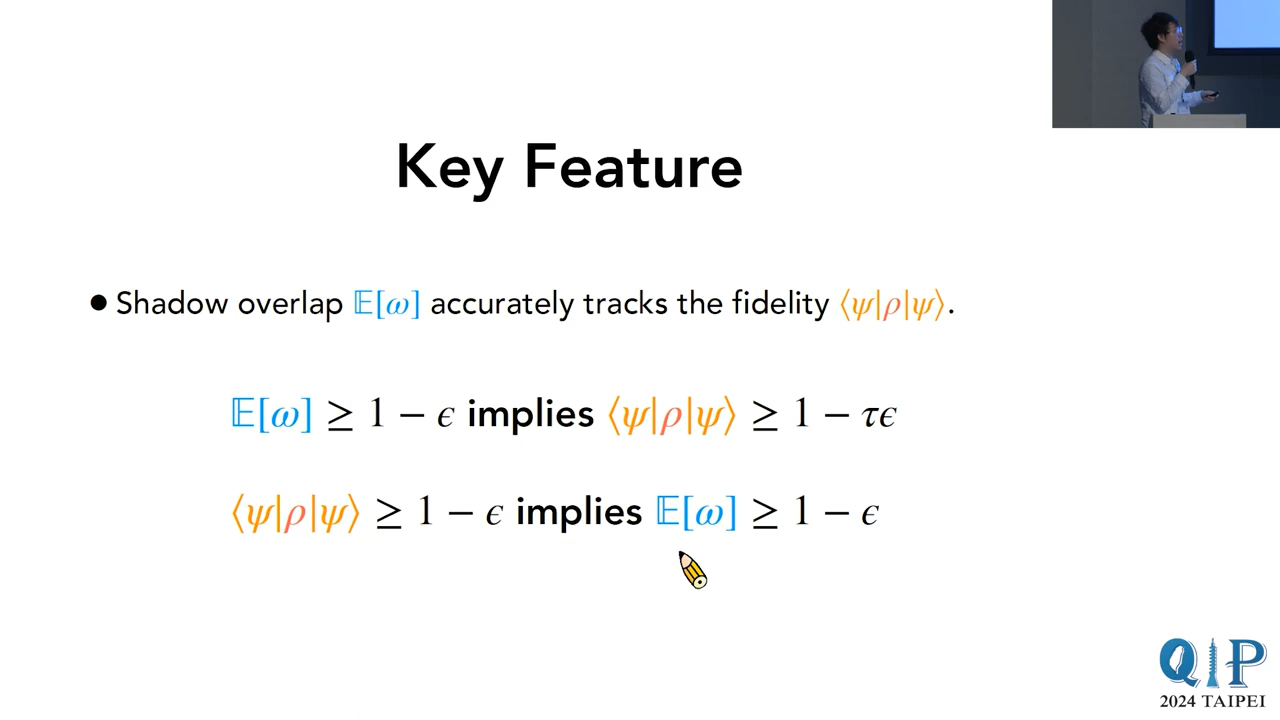 Key Feature
• Shadow overlap 𝔼[ω] accurately tracks the fidelity ⟨ψ|ρ|ψ⟩.
𝔼[ω] ≥ 1 − ϵ implies ⟨ψ|ρ|ψ⟩ ≥ 1 − τϵ
⟨ψ|ρ|ψ⟩ ≥ 1 − ϵ implies 𝔼[ω] ≥ 1 − ϵ
QIP
2024 TAIPEI